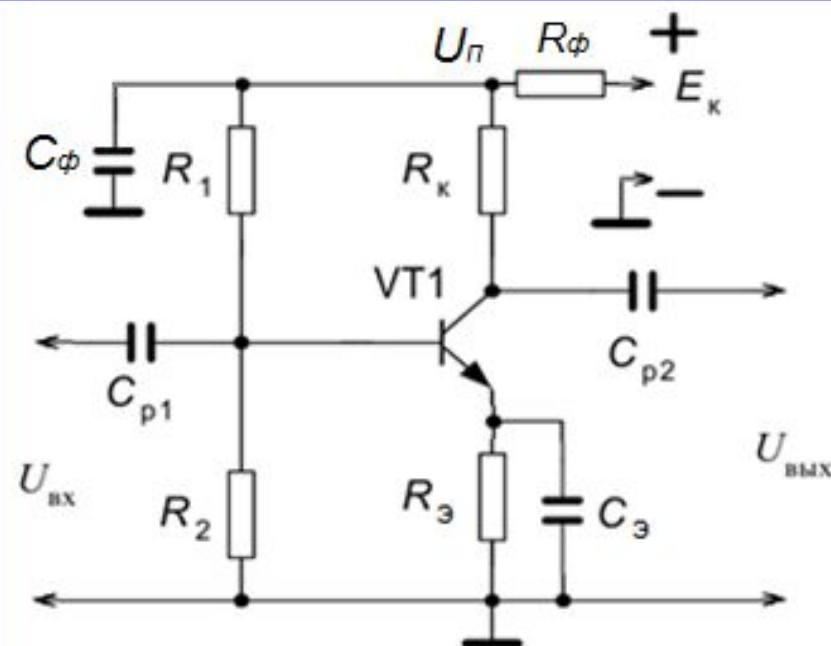 Uп Rф +
Eк
Cф R1 Rк −
VT1
Cр1 Cр2
Uвх R2 Rэ Cэ Uвых